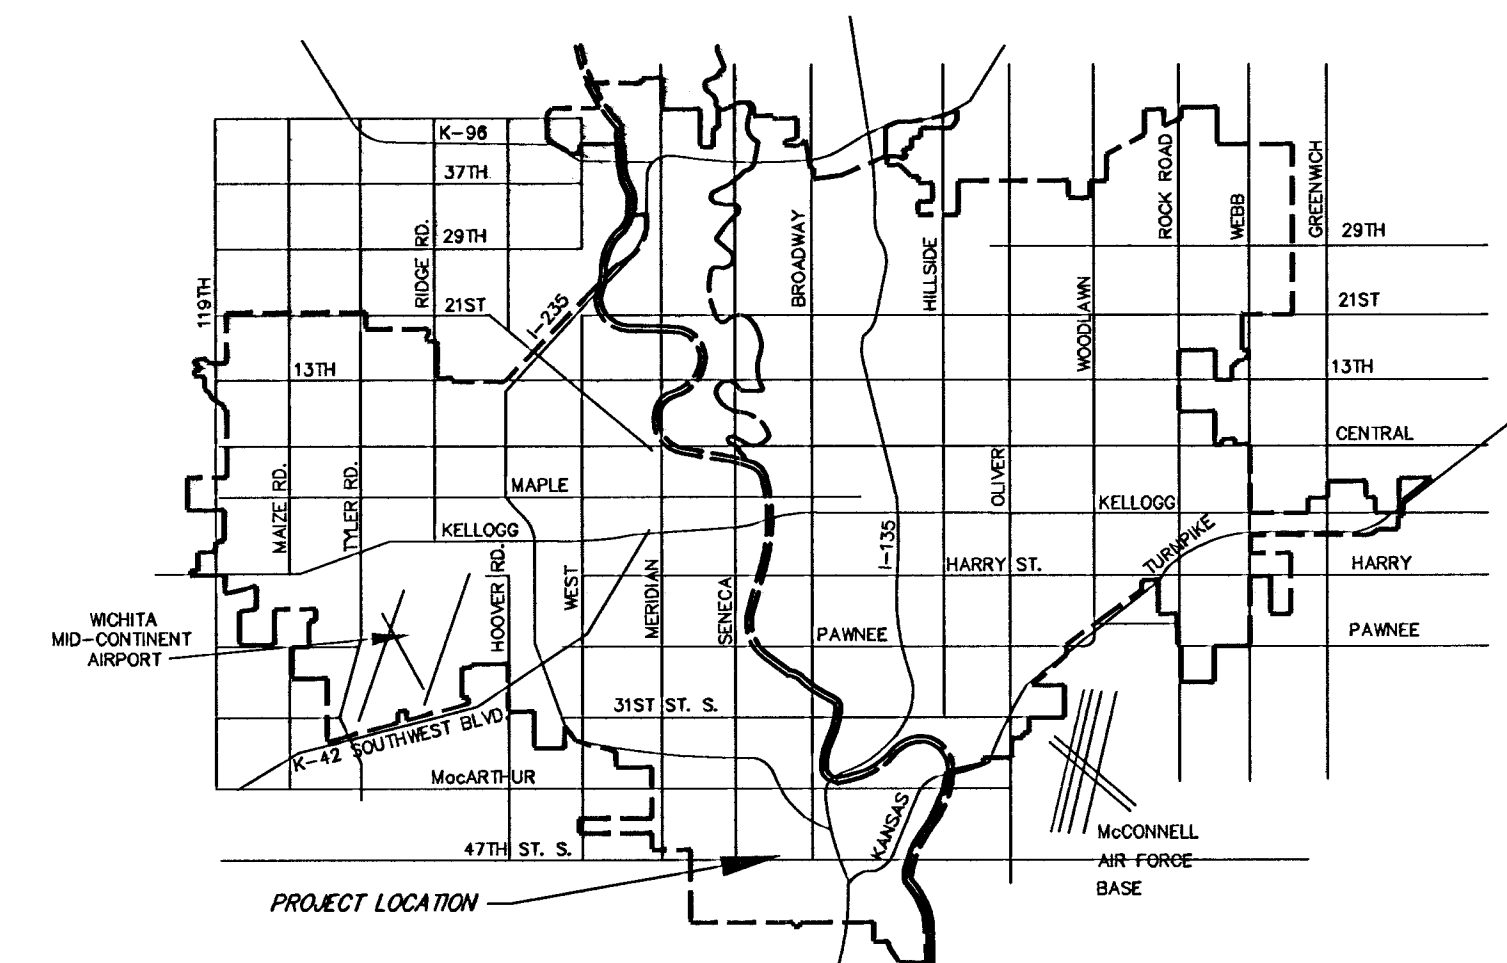 K-96
37TH
29TH
21ST
13TH
119TH
RIDGE RD.
I-235
BROADWAY
HILLSIDE
WOODLAWN
ROCK ROAD
WEBB
GREENWICH
29TH
21ST
13TH
CENTRAL
MAIZE RD.
TYLER RD.
MAPLE
KELLOGG
HOOVER RD.
WEST
MERIDIAN
SENECA
I-135
OLIVER
KELLOGG
TURNPIKE
HARRY ST.
HARRY
PAWNEE
PAWNEE
WICHITA
MID-CONTINENT
AIRPORT
31ST ST. S.
K-42 SOUTHWEST BLVD.
MacARTHUR
47TH ST. S.
KANSAS
McCONNELL
AIR FORCE
BASE
PROJECT LOCATION